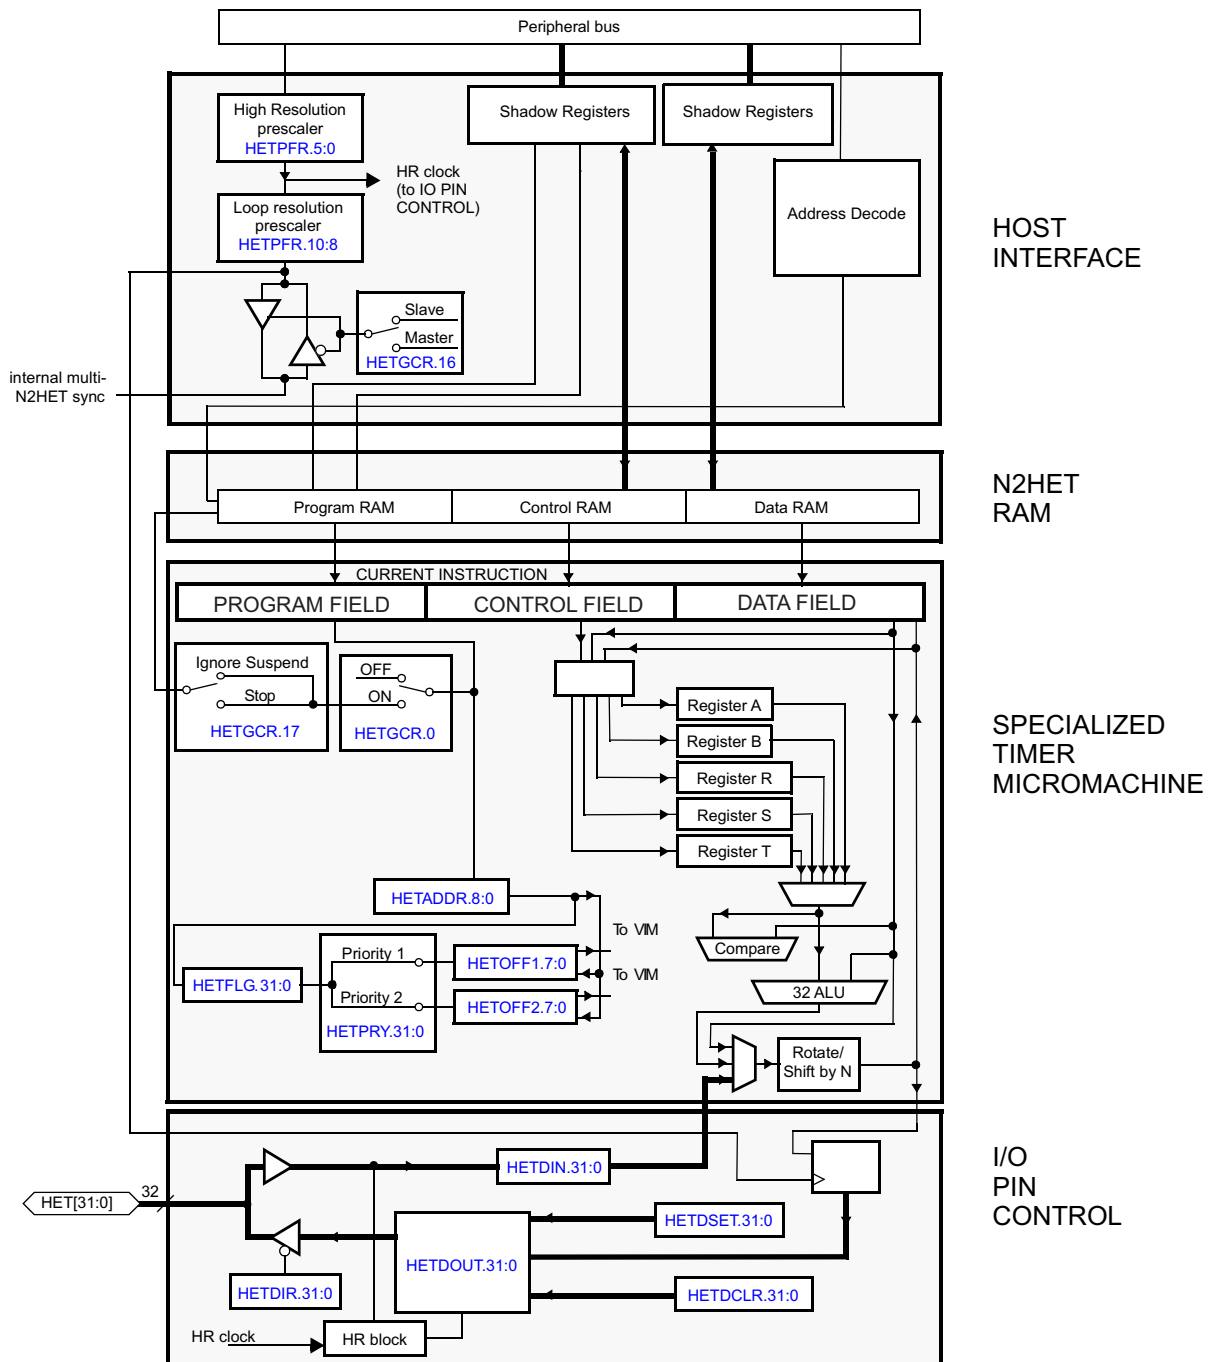 Peripheral bus
High Resolution
prescaler
HETPFR.5:0
Shadow Registers
Shadow Registers
HR clock
(to IO PIN
CONTROL)
Loop resolution
prescaler
HETPFR.10:8
Address Decode
HOST
INTERFACE
Slave
Master
HETGCR.16
internal multi-
N2HET sync
N2HET
RAM
Program RAM
Control RAM
Data RAM
CURRENT INSTRUCTION
PROGRAM FIELD
CONTROL FIELD
DATA FIELD
Ignore Suspend
Stop
HETGCR.17
OFF
ON
HETGCR.0
Register A
Register B
Register R
Register S
Register T
SPECIALIZED
TIMER
MICROMACHINE
HETADDR.8:0
To VIM
To VIM
Compare
HETFLG.31:0
Priority 1
Priority 2
HETPRY.31:0
HETOFF1.7:0
HETOFF2.7:0
32 ALU
Rotate/
Shift by N
HETDIN.31:0
I/O
PIN
CONTROL
HET[31:0]
32
HETDSET.31:0
HETDOUT.31:0
HETDIR.31:0
HETDCLR.31:0
HR clock
HR block